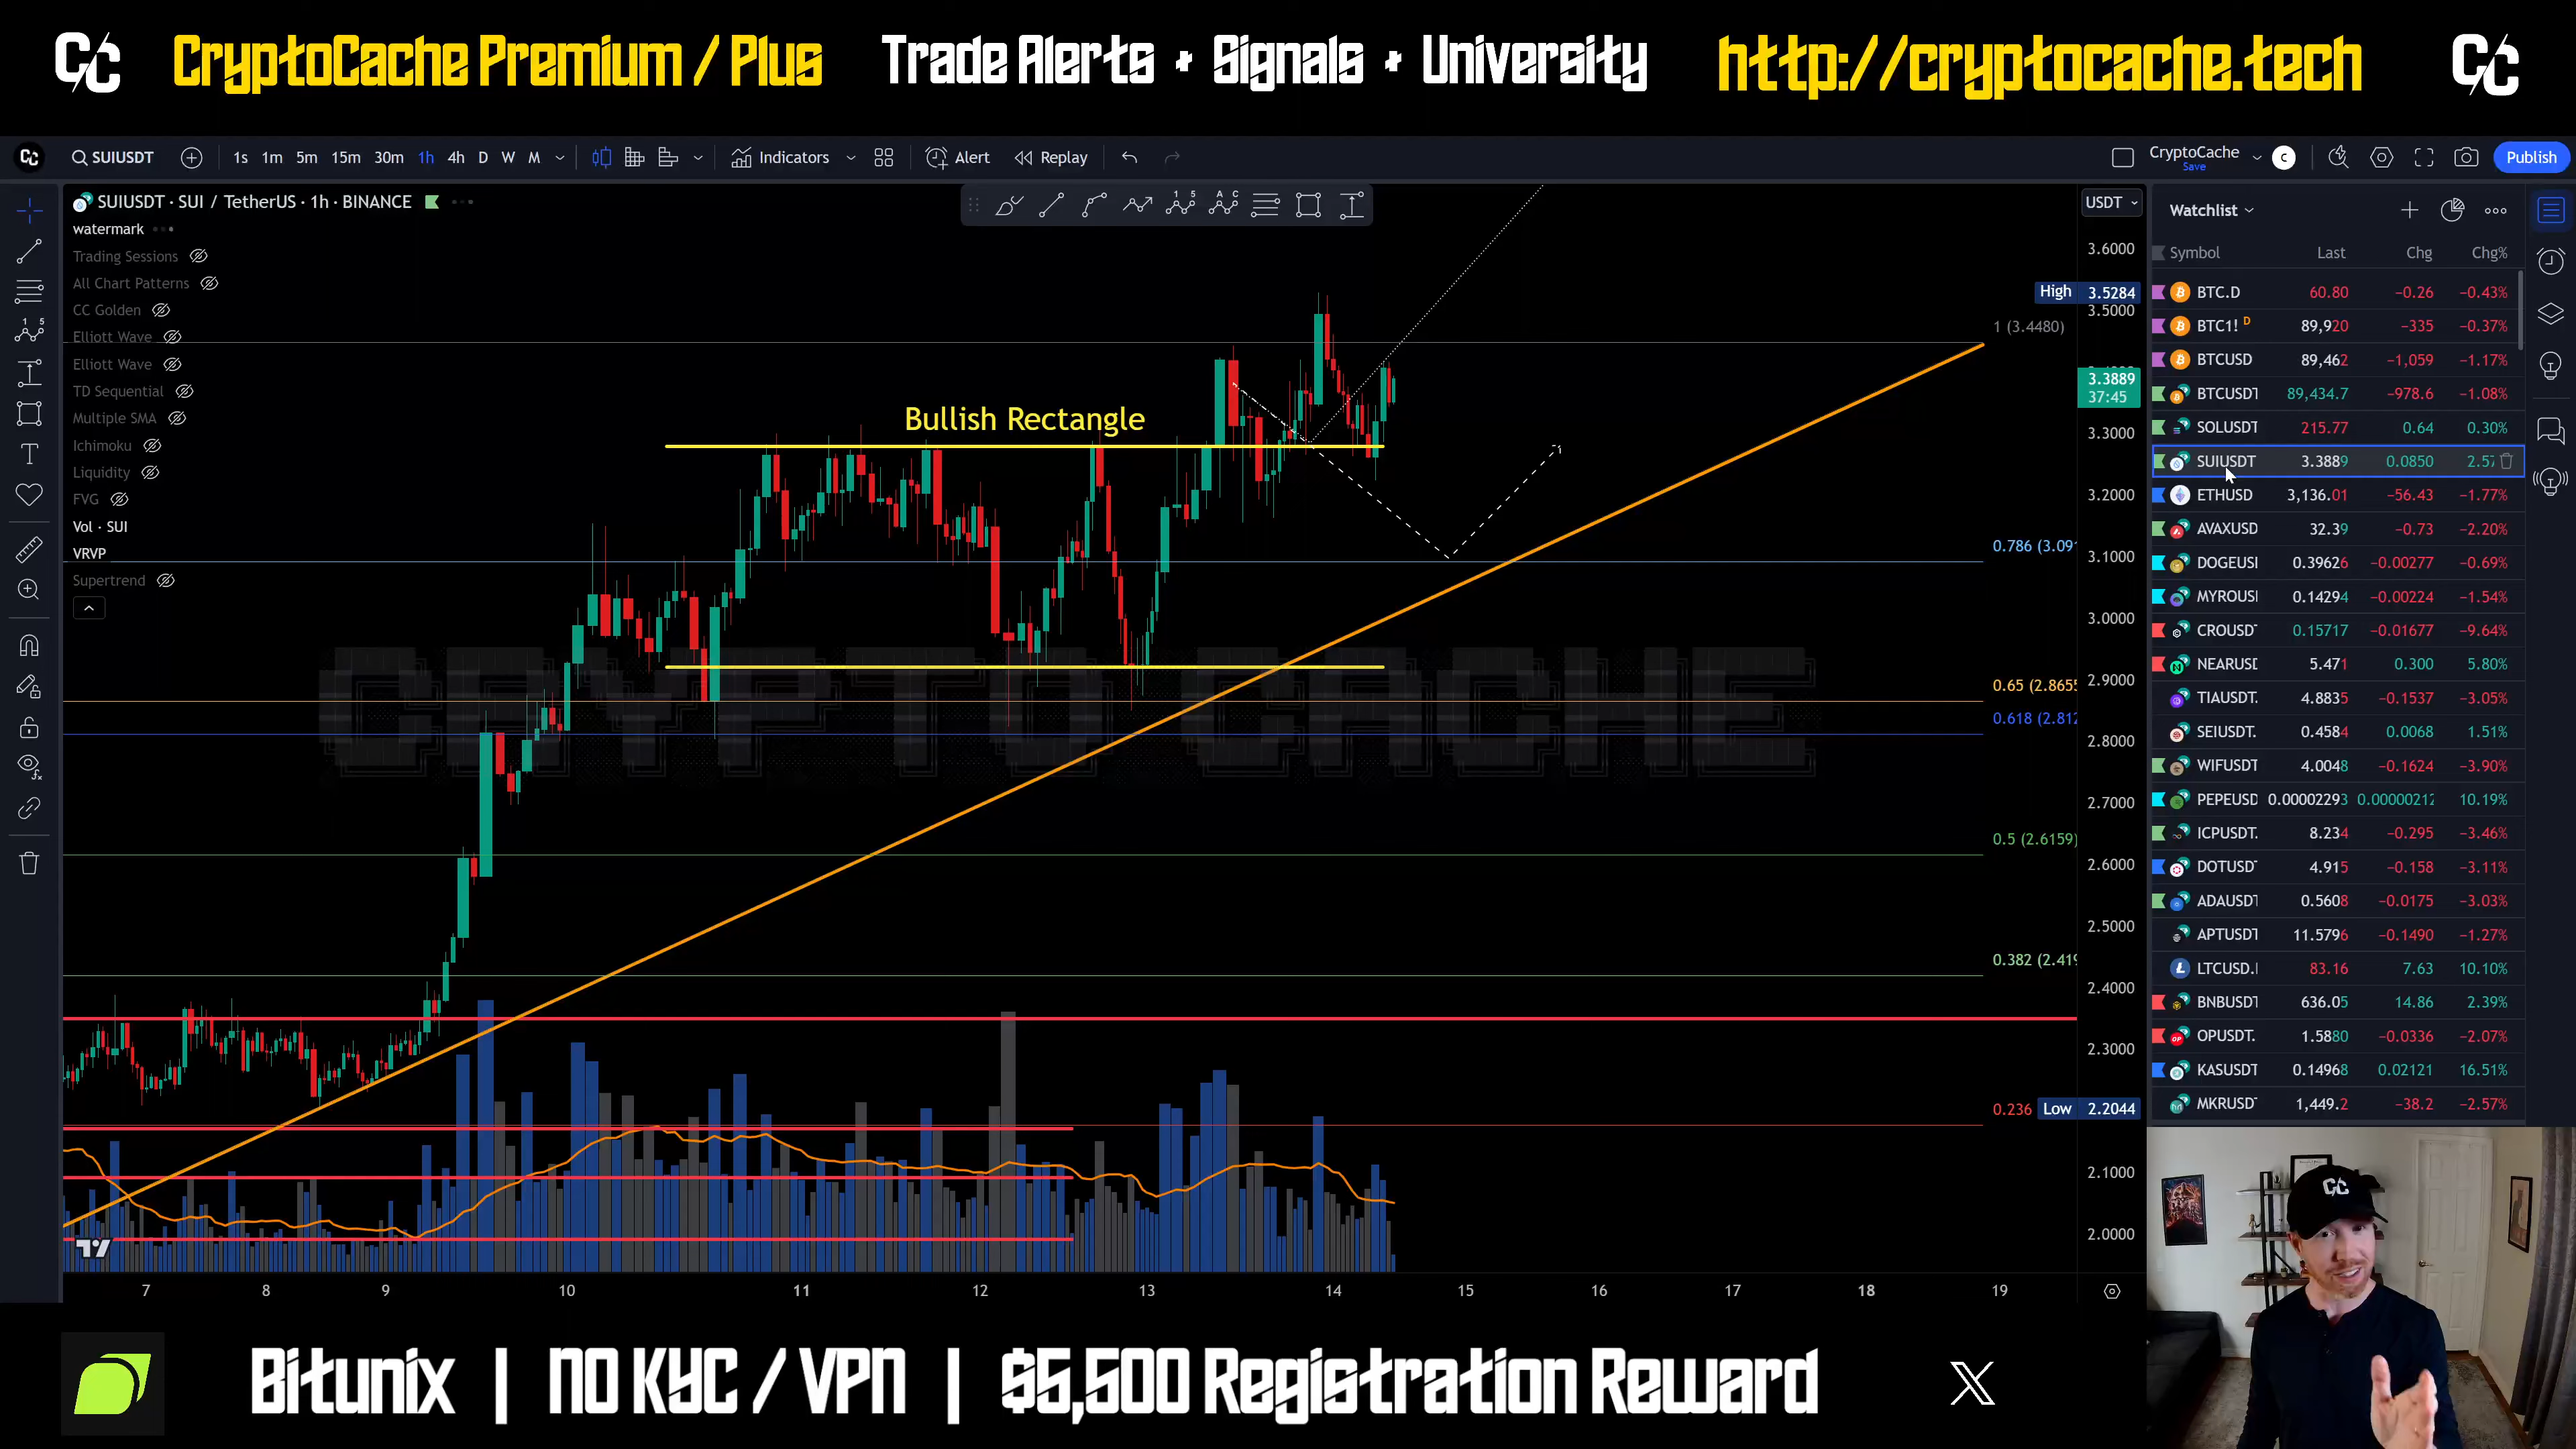 CryptoCache Premium / Plus
Trade Alerts + Signals + University
http://cryptocache.tech
SUIUSDT
1s 1m 5m 15m 30m 1h 4h D W M
Indicators
Alert
Replay
CryptoCache
Save
C
Publish
SUIUSDT · SUI / TetherUS · 1h · BINANCE
watermark
Trading Sessions
All Chart Patterns
CC Golden
Elliott Wave
Elliott Wave
TD Sequential
Multiple SMA
Ichimoku
Liquidity
FVG
Vol · SUI
VRVP
Supertrend
Bullish Rectangle
CRYPTO CACHE
1 (3.4480)
0.786 (3.091
0.65 (2.8655
0.618 (2.812
0.5 (2.6159)
0.382 (2.419
0.236
USDT
3.6000
High 3.5284
3.5000
3.3889
37:45
3.3000
3.2000
3.1000
3.0000
2.9000
2.8000
2.7000
2.6000
2.5000
2.4000
2.3000
Low 2.2044
2.1000
2.0000
7 8 9 10 11 12 13 14 15 16 17 18 19
Watchlist
Symbol Last Chg Chg%
BTC.D 60.80 −0.26 −0.43%
BTC1! D 89,920 −335 −0.37%
BTCUSD 89,462 −1,059 −1.17%
BTCUSDT 89,434.7 −978.6 −1.08%
SOLUSDT 215.77 0.64 0.30%
SUIUSDT 3.3889 0.0850 2.57
ETHUSD 3,136.01 −56.43 −1.77%
AVAXUSD 32.39 −0.73 −2.20%
DOGEUSI 0.39626 −0.00277 −0.69%
MYROUSI 0.14294 −0.00224 −1.54%
CROUSDT 0.15717 −0.01677 −9.64%
NEARUSD 5.471 0.300 5.80%
TIAUSDT. 4.8835 −0.1537 −3.05%
SEIUSDT. 0.4584 0.0068 1.51%
WIFUSDT 4.0048 −0.1624 −3.90%
PEPEUSD 0.00002293 0.00000212 10.19%
ICPUSDT. 8.234 −0.295 −3.46%
DOTUSDT 4.915 −0.158 −3.11%
ADAUSDT 0.5608 −0.0175 −3.03%
APTUSDT 11.5796 −0.1490 −1.27%
LTCUSD.I 83.16 7.63 10.10%
BNBUSDT 636.05 14.86 2.39%
OPUSDT. 1.5880 −0.0336 −2.07%
KASUSDT 0.14968 0.02121 16.51%
MKRUSDT 1,449.2 −38.2 −2.57%
Bitunix | NO KYC / VPN | $5,500 Registration Reward